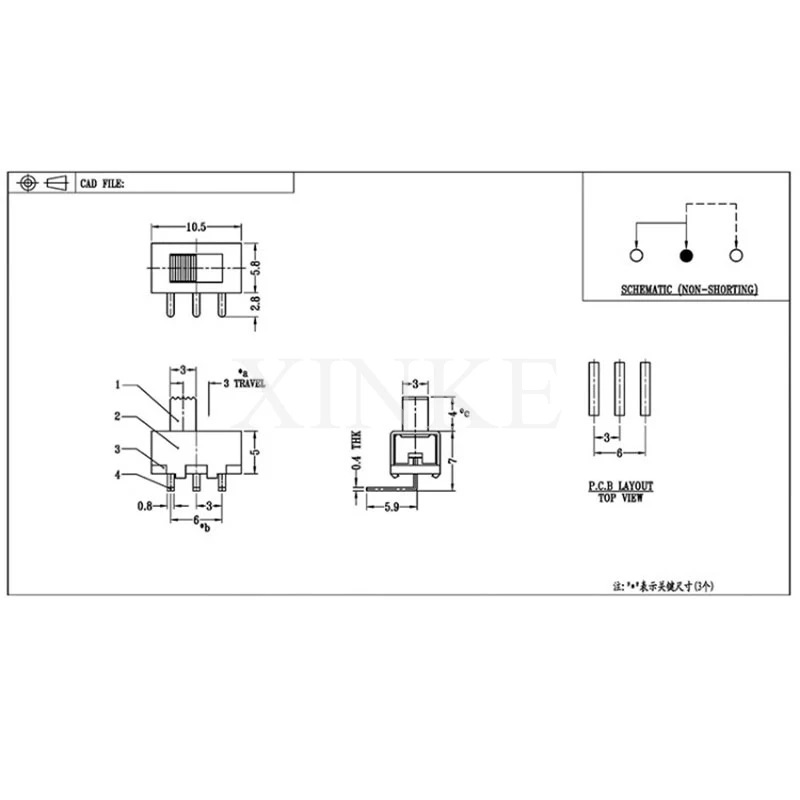 CAD FILE:
10.5
5.8
2.8
SCHEMATIC (NON-SHORTING)
XINKE
3
*a
3 TRAVEL
1
2
3
4
5
0.8
3
6
*b
3
4
*c
0.4 THK
7
5.9
3
6
P.C.B LAYOUT
TOP VIEW
注: '*'表示关键尺寸(3个)